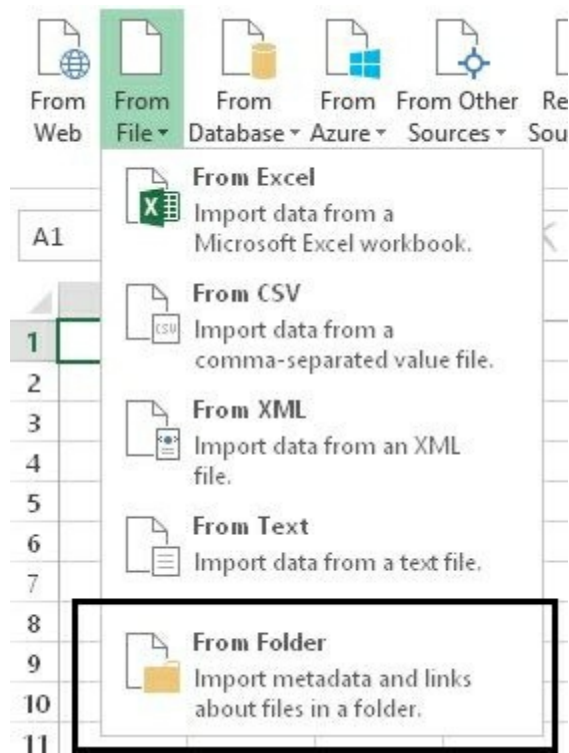 From Web
From File
From Database
From Azure
From Other Sources
Re
Sou
From Excel
Import data from a
Microsoft Excel workbook.
A1
From CSV
CSV
Import data from a
comma-separated value file.
1
2
From XML
3
Import data from an XML
4
file.
5
From Text
6
Import data from a text file.
7
8
From Folder
9
Import metadata and links
10
about files in a folder.
11